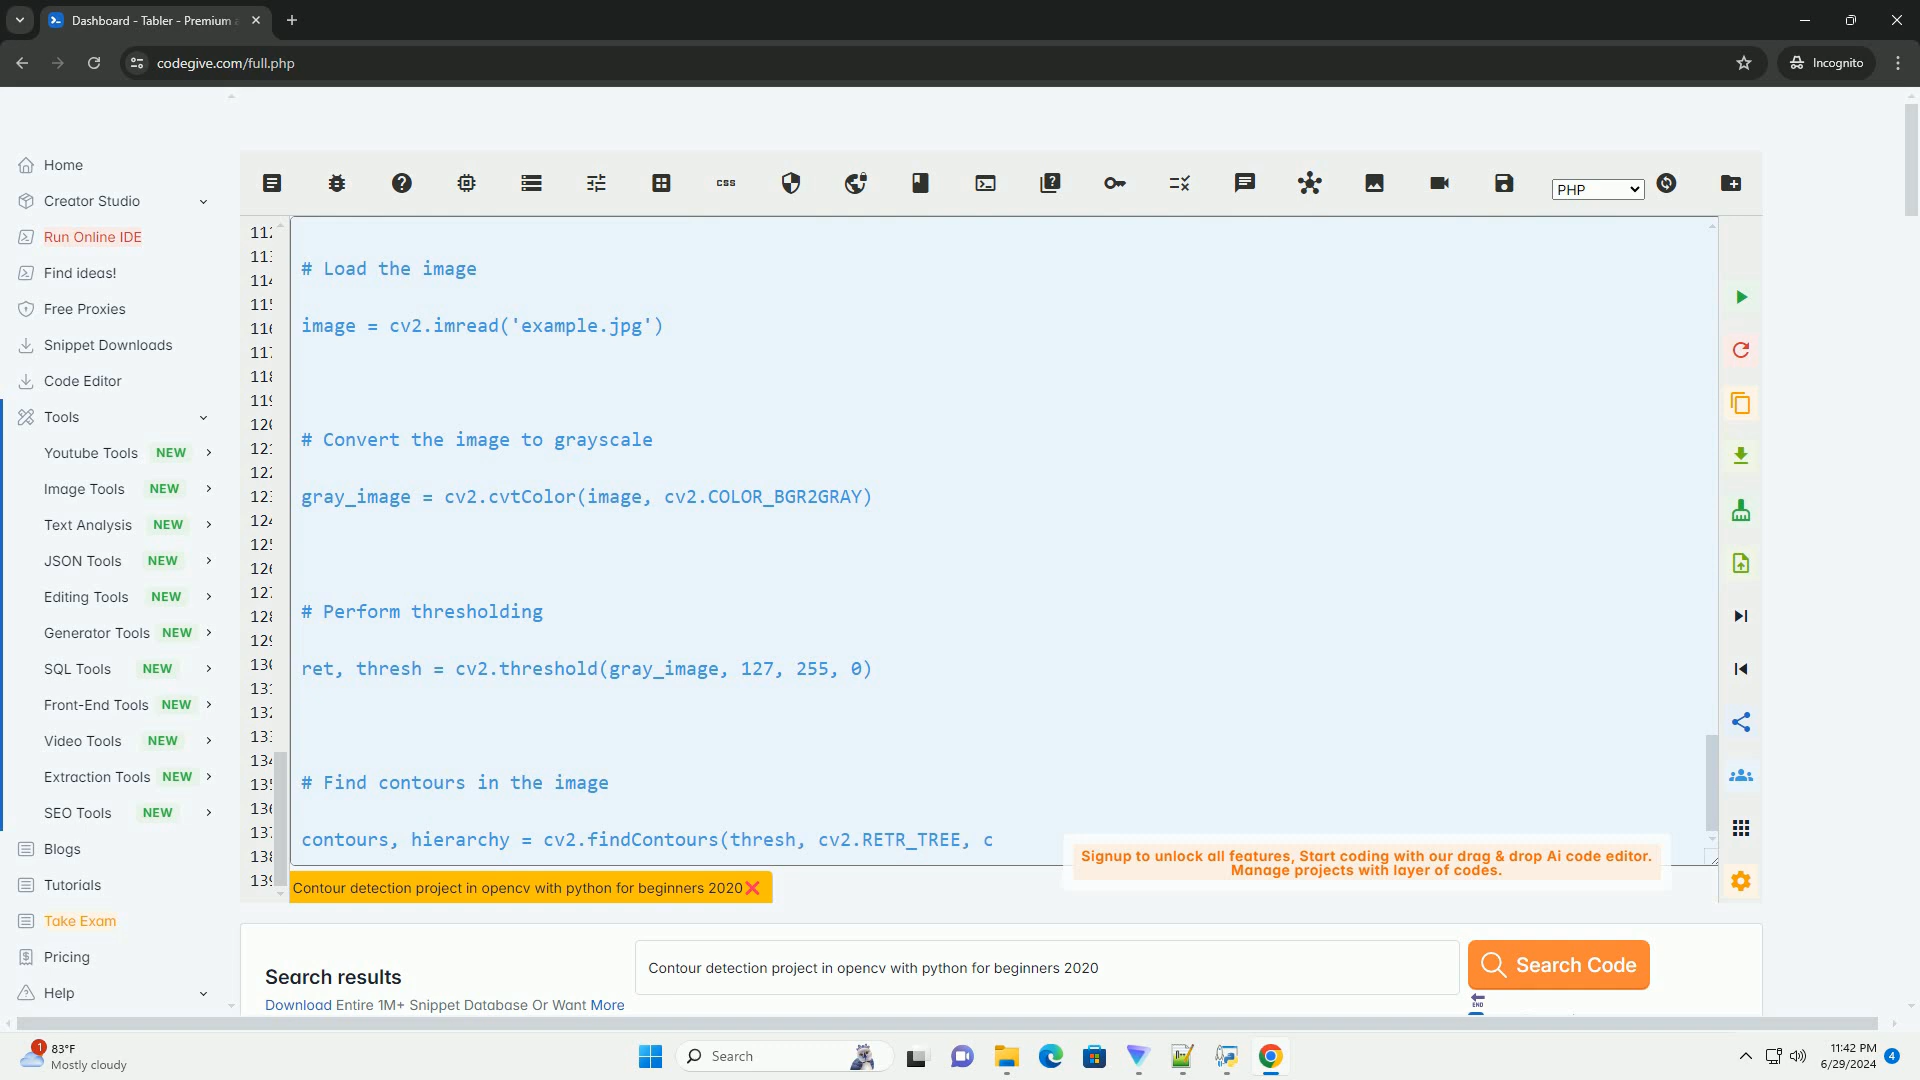 Dashboard - Tabler - Premium
codegive.com/full.php
Incognito
Home
Creator Studio
Run Online IDE
Find ideas!
Free Proxies
Snippet Downloads
Code Editor
Tools
Youtube Tools NEW
Image Tools NEW
Text Analysis NEW
JSON Tools NEW
Editing Tools NEW
Generator Tools NEW
SQL Tools NEW
Front-End Tools NEW
Video Tools NEW
Extraction Tools NEW
SEO Tools NEW
Blogs
Tutorials
Take Exam
Pricing
Help
css
PHP
# Load the image
image = cv2.imread('example.jpg')
# Convert the image to grayscale
gray_image = cv2.cvtColor(image, cv2.COLOR_BGR2GRAY)
# Perform thresholding
ret, thresh = cv2.threshold(gray_image, 127, 255, 0)
# Find contours in the image
contours, hierarchy = cv2.findContours(thresh, cv2.RETR_TREE, c
Signup to unlock all features, Start coding with our drag & drop Ai code editor.
Manage projects with layer of codes.
Contour detection project in opencv with python for beginners 2020
Search results
Download Entire 1M+ Snippet Database Or Want More
Contour detection project in opencv with python for beginners 2020
Search Code
END
1
83°F
Mostly cloudy
Search
11:42 PM
6/29/2024
4